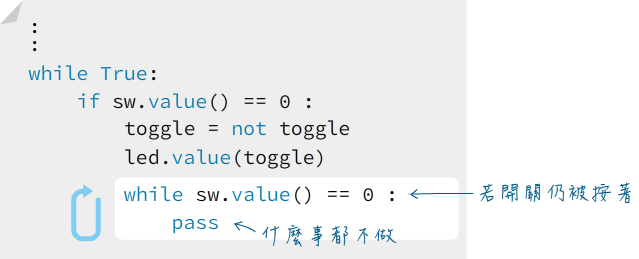 ⋮
while True:
    if sw.value() == 0 :
        toggle = not toggle
        led.value(toggle)
        while sw.value() == 0 : 若開關仍被按著
            pass 什麼事都不做